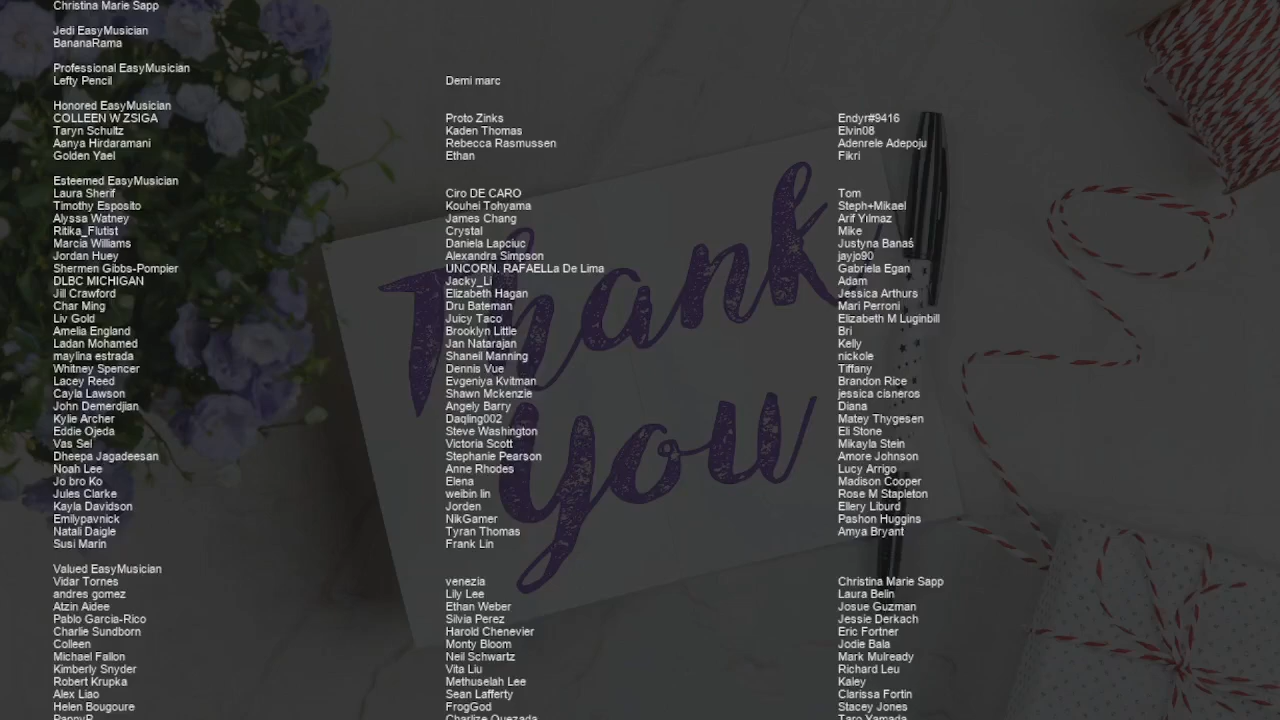 Christina Marie Sapp
Jedi EasyMusician
BananaRama
Professional EasyMusician
Lefty Pencil
Demi marc
Honored EasyMusician
COLLEEN W ZSIGA
Proto Zinks
Endyr#9416
Taryn Schultz
Kaden Thomas
Elvin08
Aanya Hirdaramani
Rebecca Rasmussen
Adenrele Adepoju
Golden Yael
Ethan
Fikri
Esteemed EasyMusician
Laura Sherif
Ciro DE CARO
Tom
Timothy Esposito
Kouhei Tohyama
Steph+Mikael
Alyssa Watney
James Chang
Arif Yılmaz
Ritika_Flutist
Crystal
Mike
Marcia Williams
Daniela Lapciuc
Justyna Banaś
Jordan Huey
Alexandra Simpson
jayjo90
Shermen Gibbs-Pompier
UNCORN. RAFAELLa De Lima
Gabriela Egan
DLBC MICHIGAN
Jacky_Li
Adam
Jill Crawford
Elizabeth Hagan
Jessica Arthurs
Char Ming
Dru Bateman
Mari Perroni
Liv Gold
Juicy Taco
Elizabeth M Luginbill
Amelia England
Brooklyn Little
Bri
Ladan Mohamed
Jan Natarajan
Kelly
maylina estrada
Shaneil Manning
nickole
Whitney Spencer
Dennis Vue
Tiffany
Lacey Reed
Evgeniya Kvitman
Brandon Rice
Cayla Lawson
Shawn Mckenzie
jessica cisneros
John Demerdjian
Angely Barry
Diana
Kylie Archer
Daqling002
Matey Thygesen
Eddie Ojeda
Steve Washington
Eli Stone
Vas Sel
Victoria Scott
Mikayla Stein
Dheepa Jagadeesan
Stephanie Pearson
Amore Johnson
Noah Lee
Anne Rhodes
Lucy Arrigo
Jo bro Ko
Elena
Madison Cooper
Jules Clarke
weibin lin
Rose M Stapleton
Kayla Davidson
Jorden
Ellery Liburd
Emilypavnick
NikGamer
Pashon Huggins
Natali Daigle
Tyran Thomas
Amya Bryant
Susi Marin
Frank Lin
Valued EasyMusician
Vidar Tornes
venezia
Christina Marie Sapp
andres gomez
Lily Lee
Laura Belin
Atzin Aidee
Ethan Weber
Josue Guzman
Pablo Garcia-Rico
Silvia Perez
Jessie Derkach
Charlie Sundborn
Harold Chenevier
Eric Fortner
Colleen
Monty Bloom
Jodie Bala
Michael Fallon
Neil Schwartz
Mark Mulready
Kimberly Snyder
Vita Liu
Richard Leu
Robert Krupka
Methuselah Lee
Kaley
Alex Liao
Sean Lafferty
Clarissa Fortin
Helen Bougoure
FrogGod
Stacey Jones
PappyP
Charlize Quezada
Taro Yamada
Thank
you